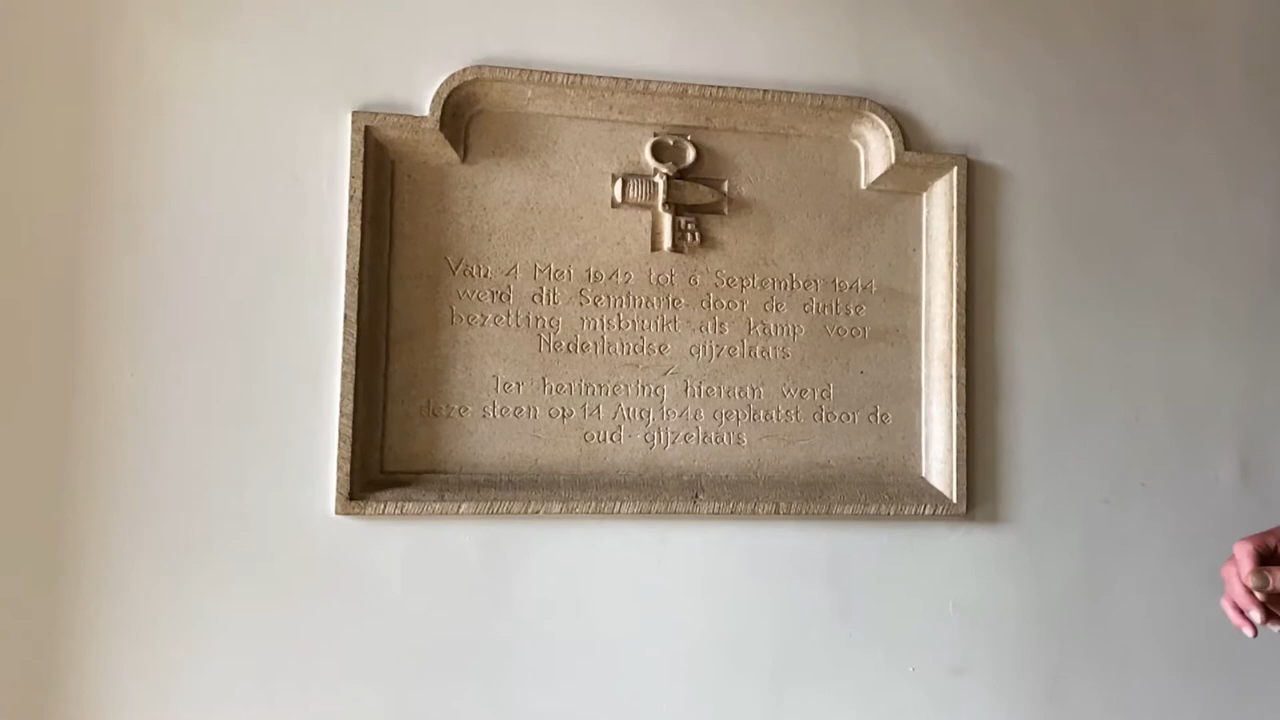 Van 4 Mei 1942 tot 6 September 1944
werd dit Seminarie door de duitse
bezetting misbruikt als kamp voor
Nederlandse gijzelaars
Ter herinnering hieraan werd
deze steen op 14 Aug. 1948 geplaatst door de
oud-gijzelaars